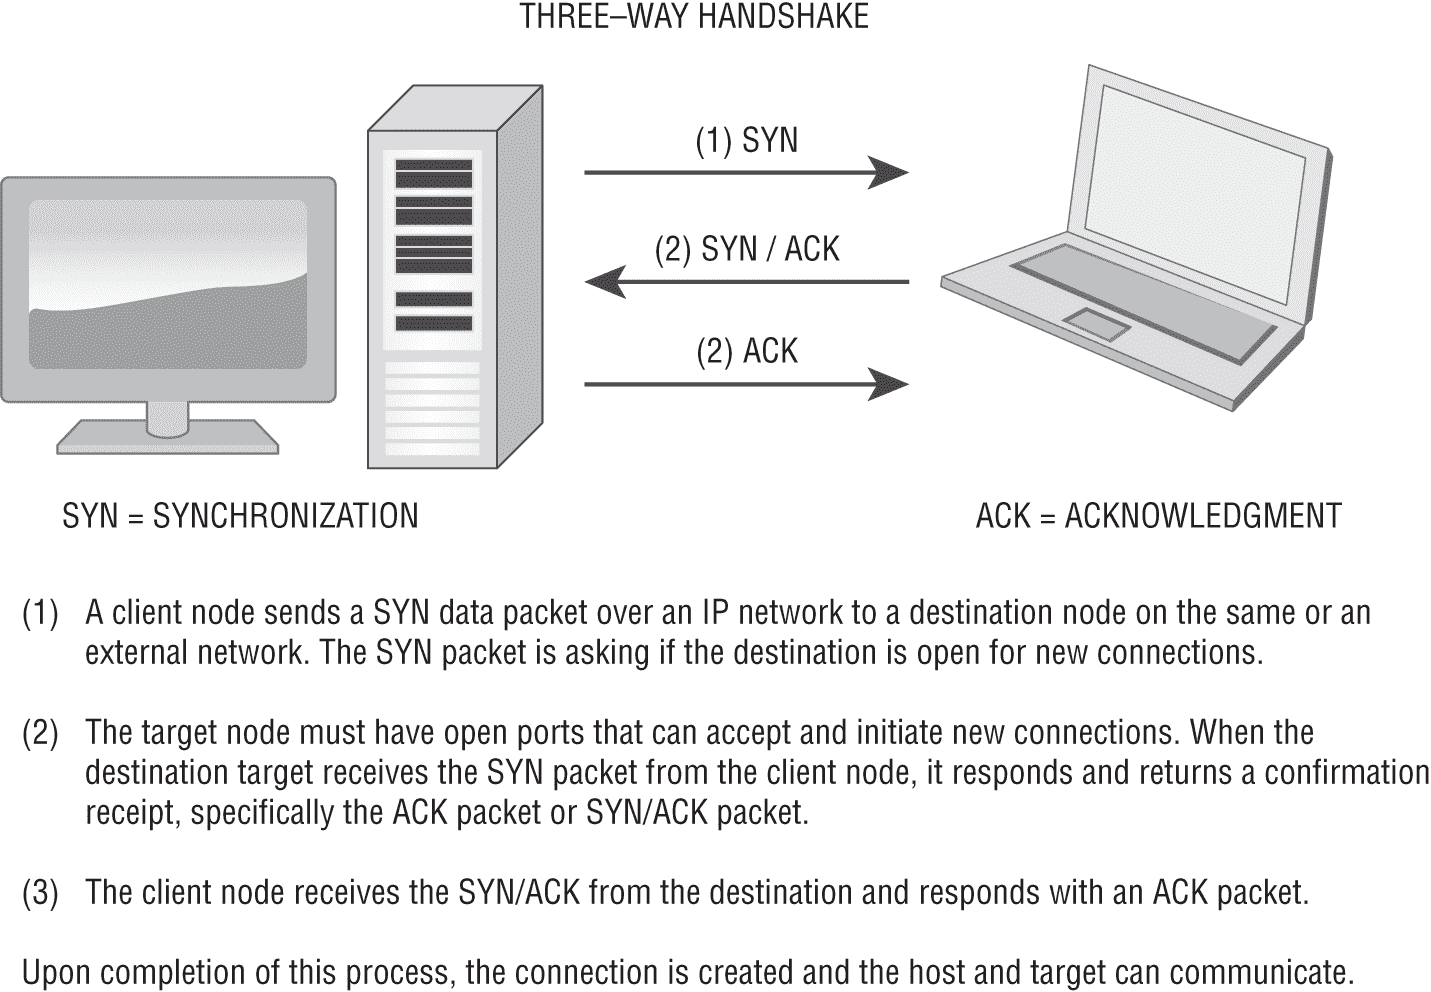 THREE–WAY HANDSHAKE
(1) SYN
(2) SYN / ACK
(2) ACK
SYN = SYNCHRONIZATION
ACK = ACKNOWLEDGMENT
(1) A client node sends a SYN data packet over an IP network to a destination node on the same or an
external network. The SYN packet is asking if the destination is open for new connections.
(2) The target node must have open ports that can accept and initiate new connections. When the
destination target receives the SYN packet from the client node, it responds and returns a confirmation
receipt, specifically the ACK packet or SYN/ACK packet.
(3) The client node receives the SYN/ACK from the destination and responds with an ACK packet.
Upon completion of this process, the connection is created and the host and target can communicate.